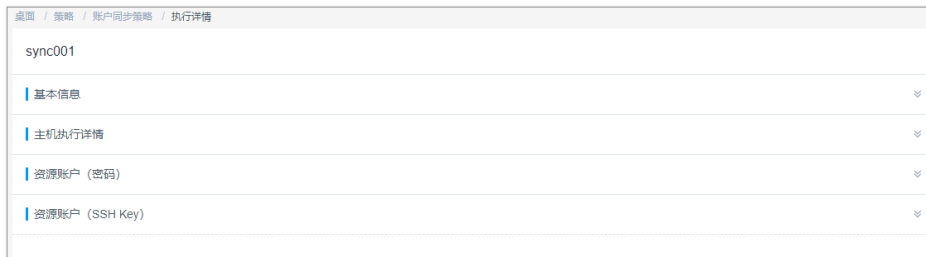 桌面 / 策略 / 账户同步策略 / 执行详情
sync001
基本信息
主机执行详情
资源账户（密码）
资源账户（SSH Key）